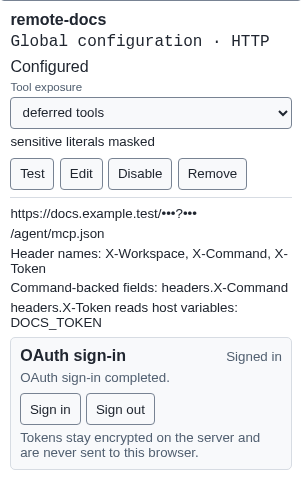 remote-docs
Global configuration · HTTP
Configured
Tool exposure
deferred tools
sensitive literals masked
Test Edit Disable Remove
https://docs.example.test/•••?•••
/agent/mcp.json
Header names: X-Workspace, X-Command, X-
Token
Command-backed fields: headers.X-Command
headers.X-Token reads host variables:
DOCS_TOKEN
OAuth sign-in Signed in
OAuth sign-in completed.
Sign in Sign out
Tokens stay encrypted on the server and
are never sent to this browser.